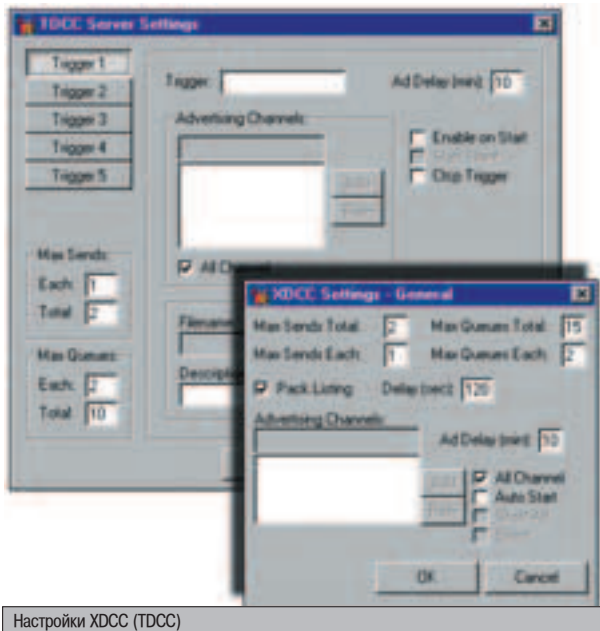 TDCC Server Settings
Trigger 1
Trigger 2
Trigger 3
Trigger 4
Trigger 5
Trigger:
Ad Delay (min): 10
Advertising Channels:
Enable on Start
Ctcp Trigger
All
Max Sends:
Each: 1
Total: 2
Max Queues:
Each: 2
Total: 10
Filename
XDCC Settings - General
Max Sends Total: 2
Max Queues Total: 15
Max Sends Each: 1
Max Queues Each: 2
Pack Listing
Delay (sec): 120
Advertising Channels:
Ad Delay (min): 10
All Channel
Auto Start
OK
Cancel
Настройки XDCC (TDCC)